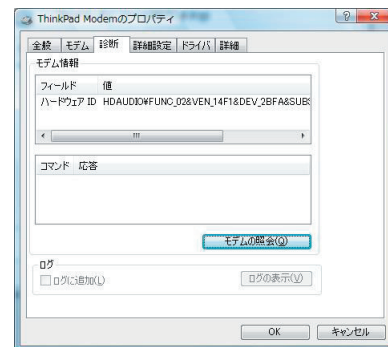 ThinkPad Modemのプロパティ
全般 モデム 診断 詳細設定 ドライバ 詳細
モデム情報
フィールド 値
ハードウェア ID HDAUDIO¥FUNC_02&VEN_14F1&DEV_2BFA&SUBS
コマンド 応答
モデムの照会(Q)
ログ
ログに追加(L) ログの表示(V)
OK キャンセル